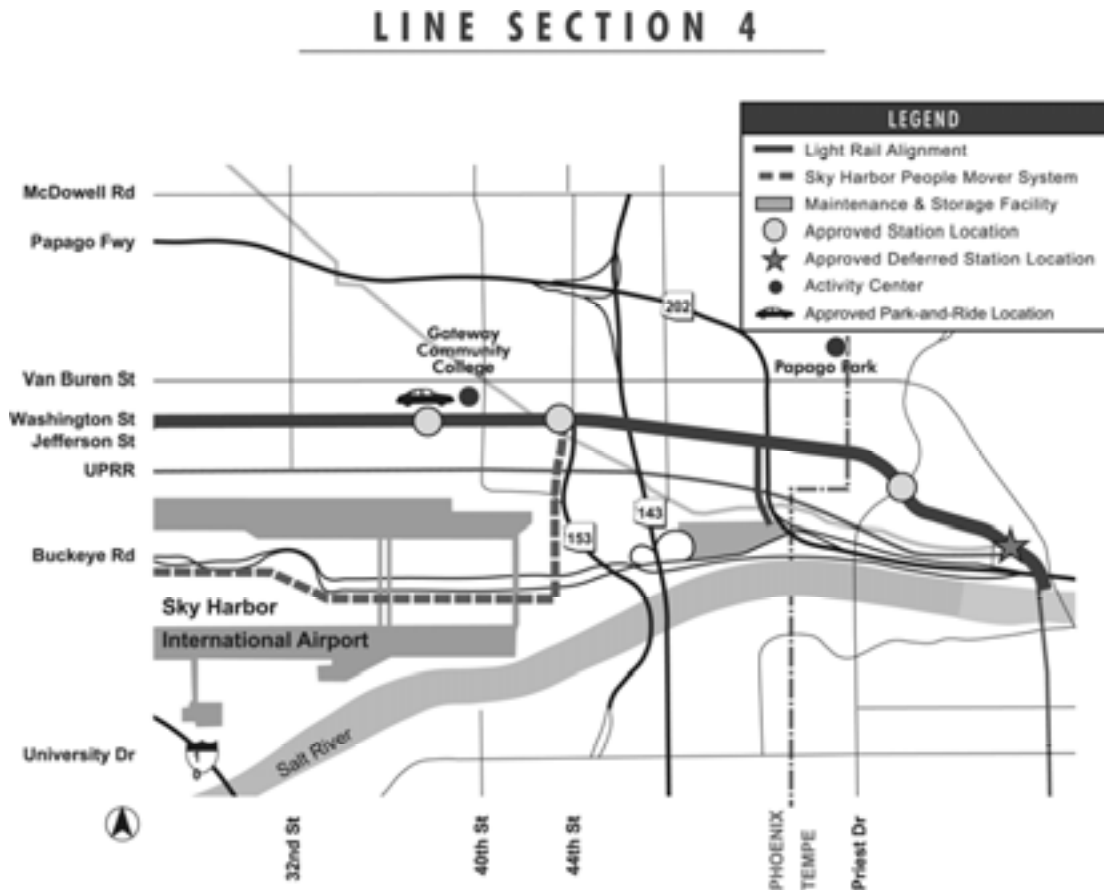 LINE SECTION 4
LEGEND
Light Rail Alignment
Sky Harbor People Mover System
Maintenance & Storage Facility
Approved Station Location
Approved Deferred Station Location
Activity Center
Approved Park-and-Ride Location
McDowell Rd
Papago Fwy
202
Gateway
Community
College
Papago Park
Van Buren St
Washington St
Jefferson St
UPRR
143
153
Buckeye Rd
Sky Harbor
International Airport
Salt River
University Dr
1
0
32nd St
40th St
44th St
PHOENIX
TEMPE
Priest Dr